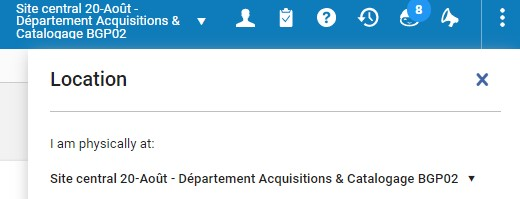 Site central 20-Août -
Département Acquisitions &
Catalogage BGP02
8
Location
I am physically at:
Site central 20-Août - Département Acquisitions & Catalogage BGP02